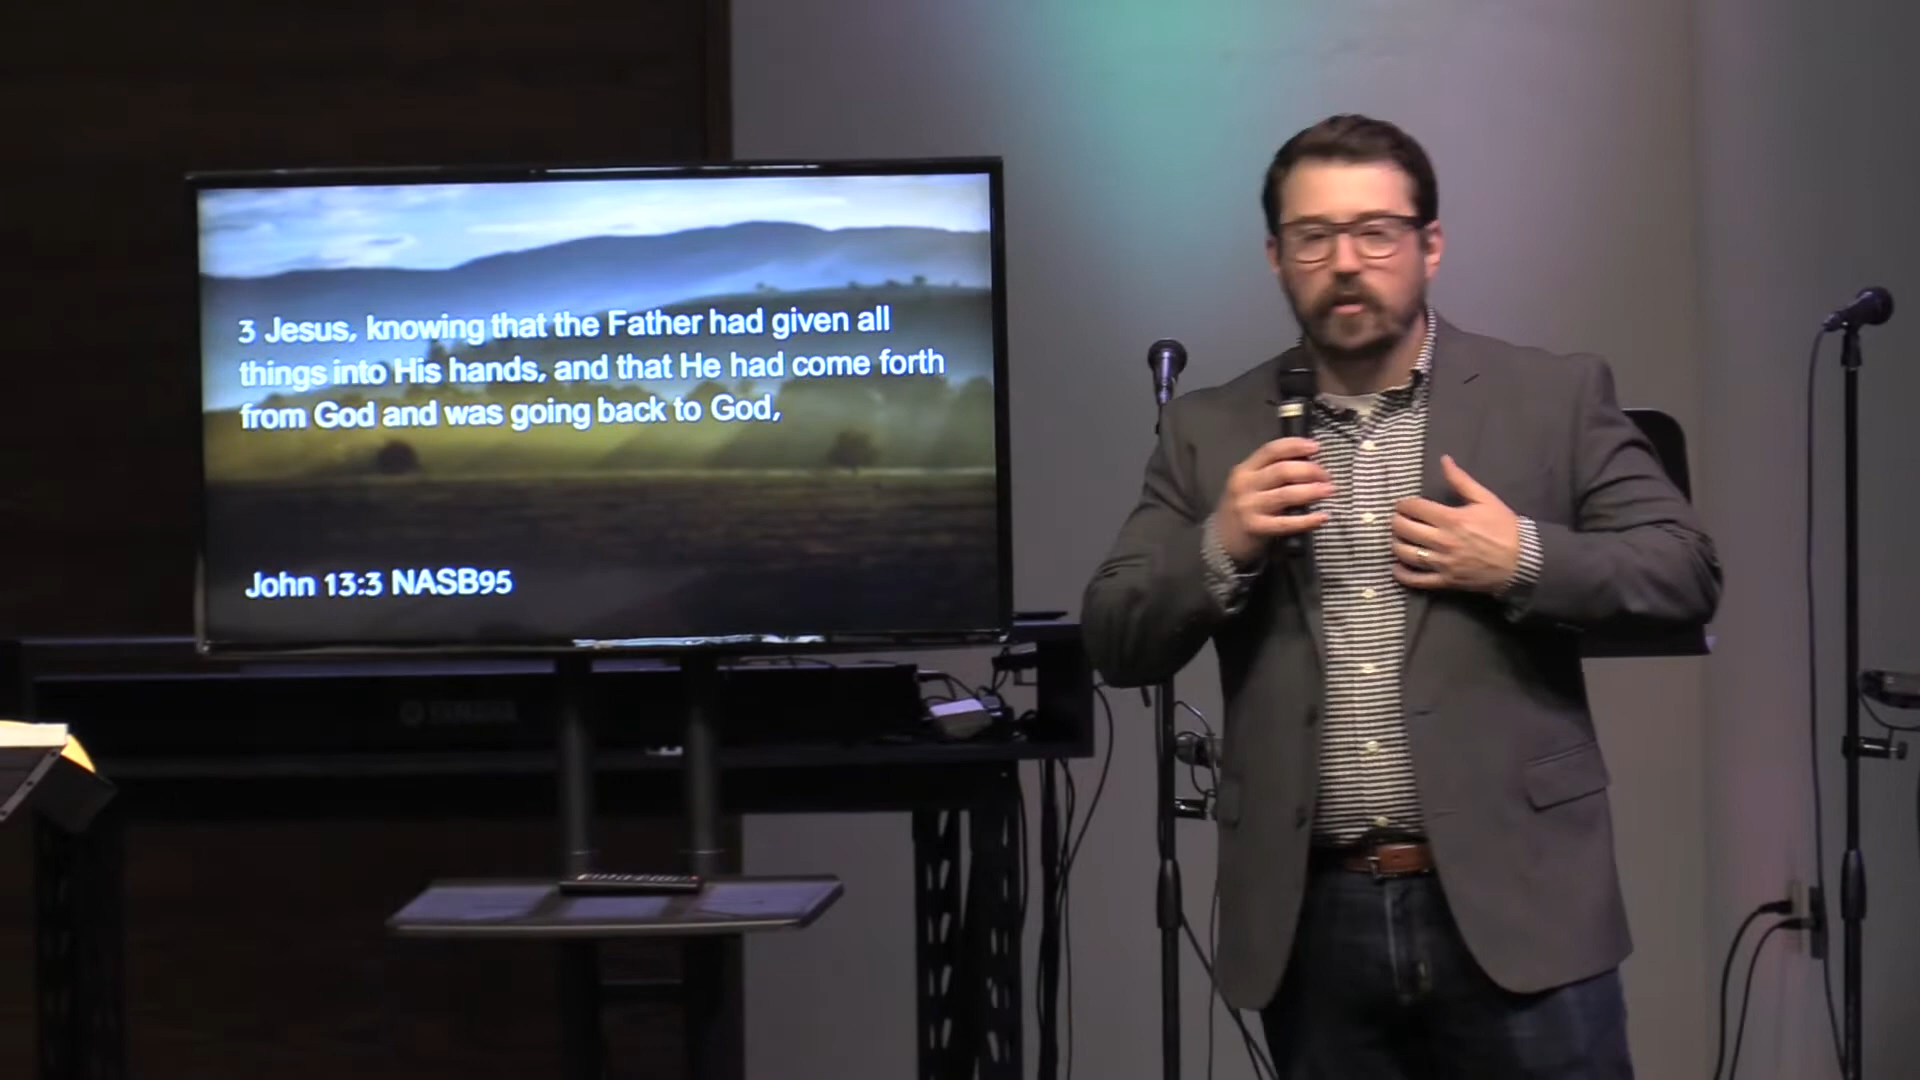 3 Jesus, knowing that the Father had given all
things into His hands, and that He had come forth
from God and was going back to God,
John 13:3 NASB95
YAMAHA